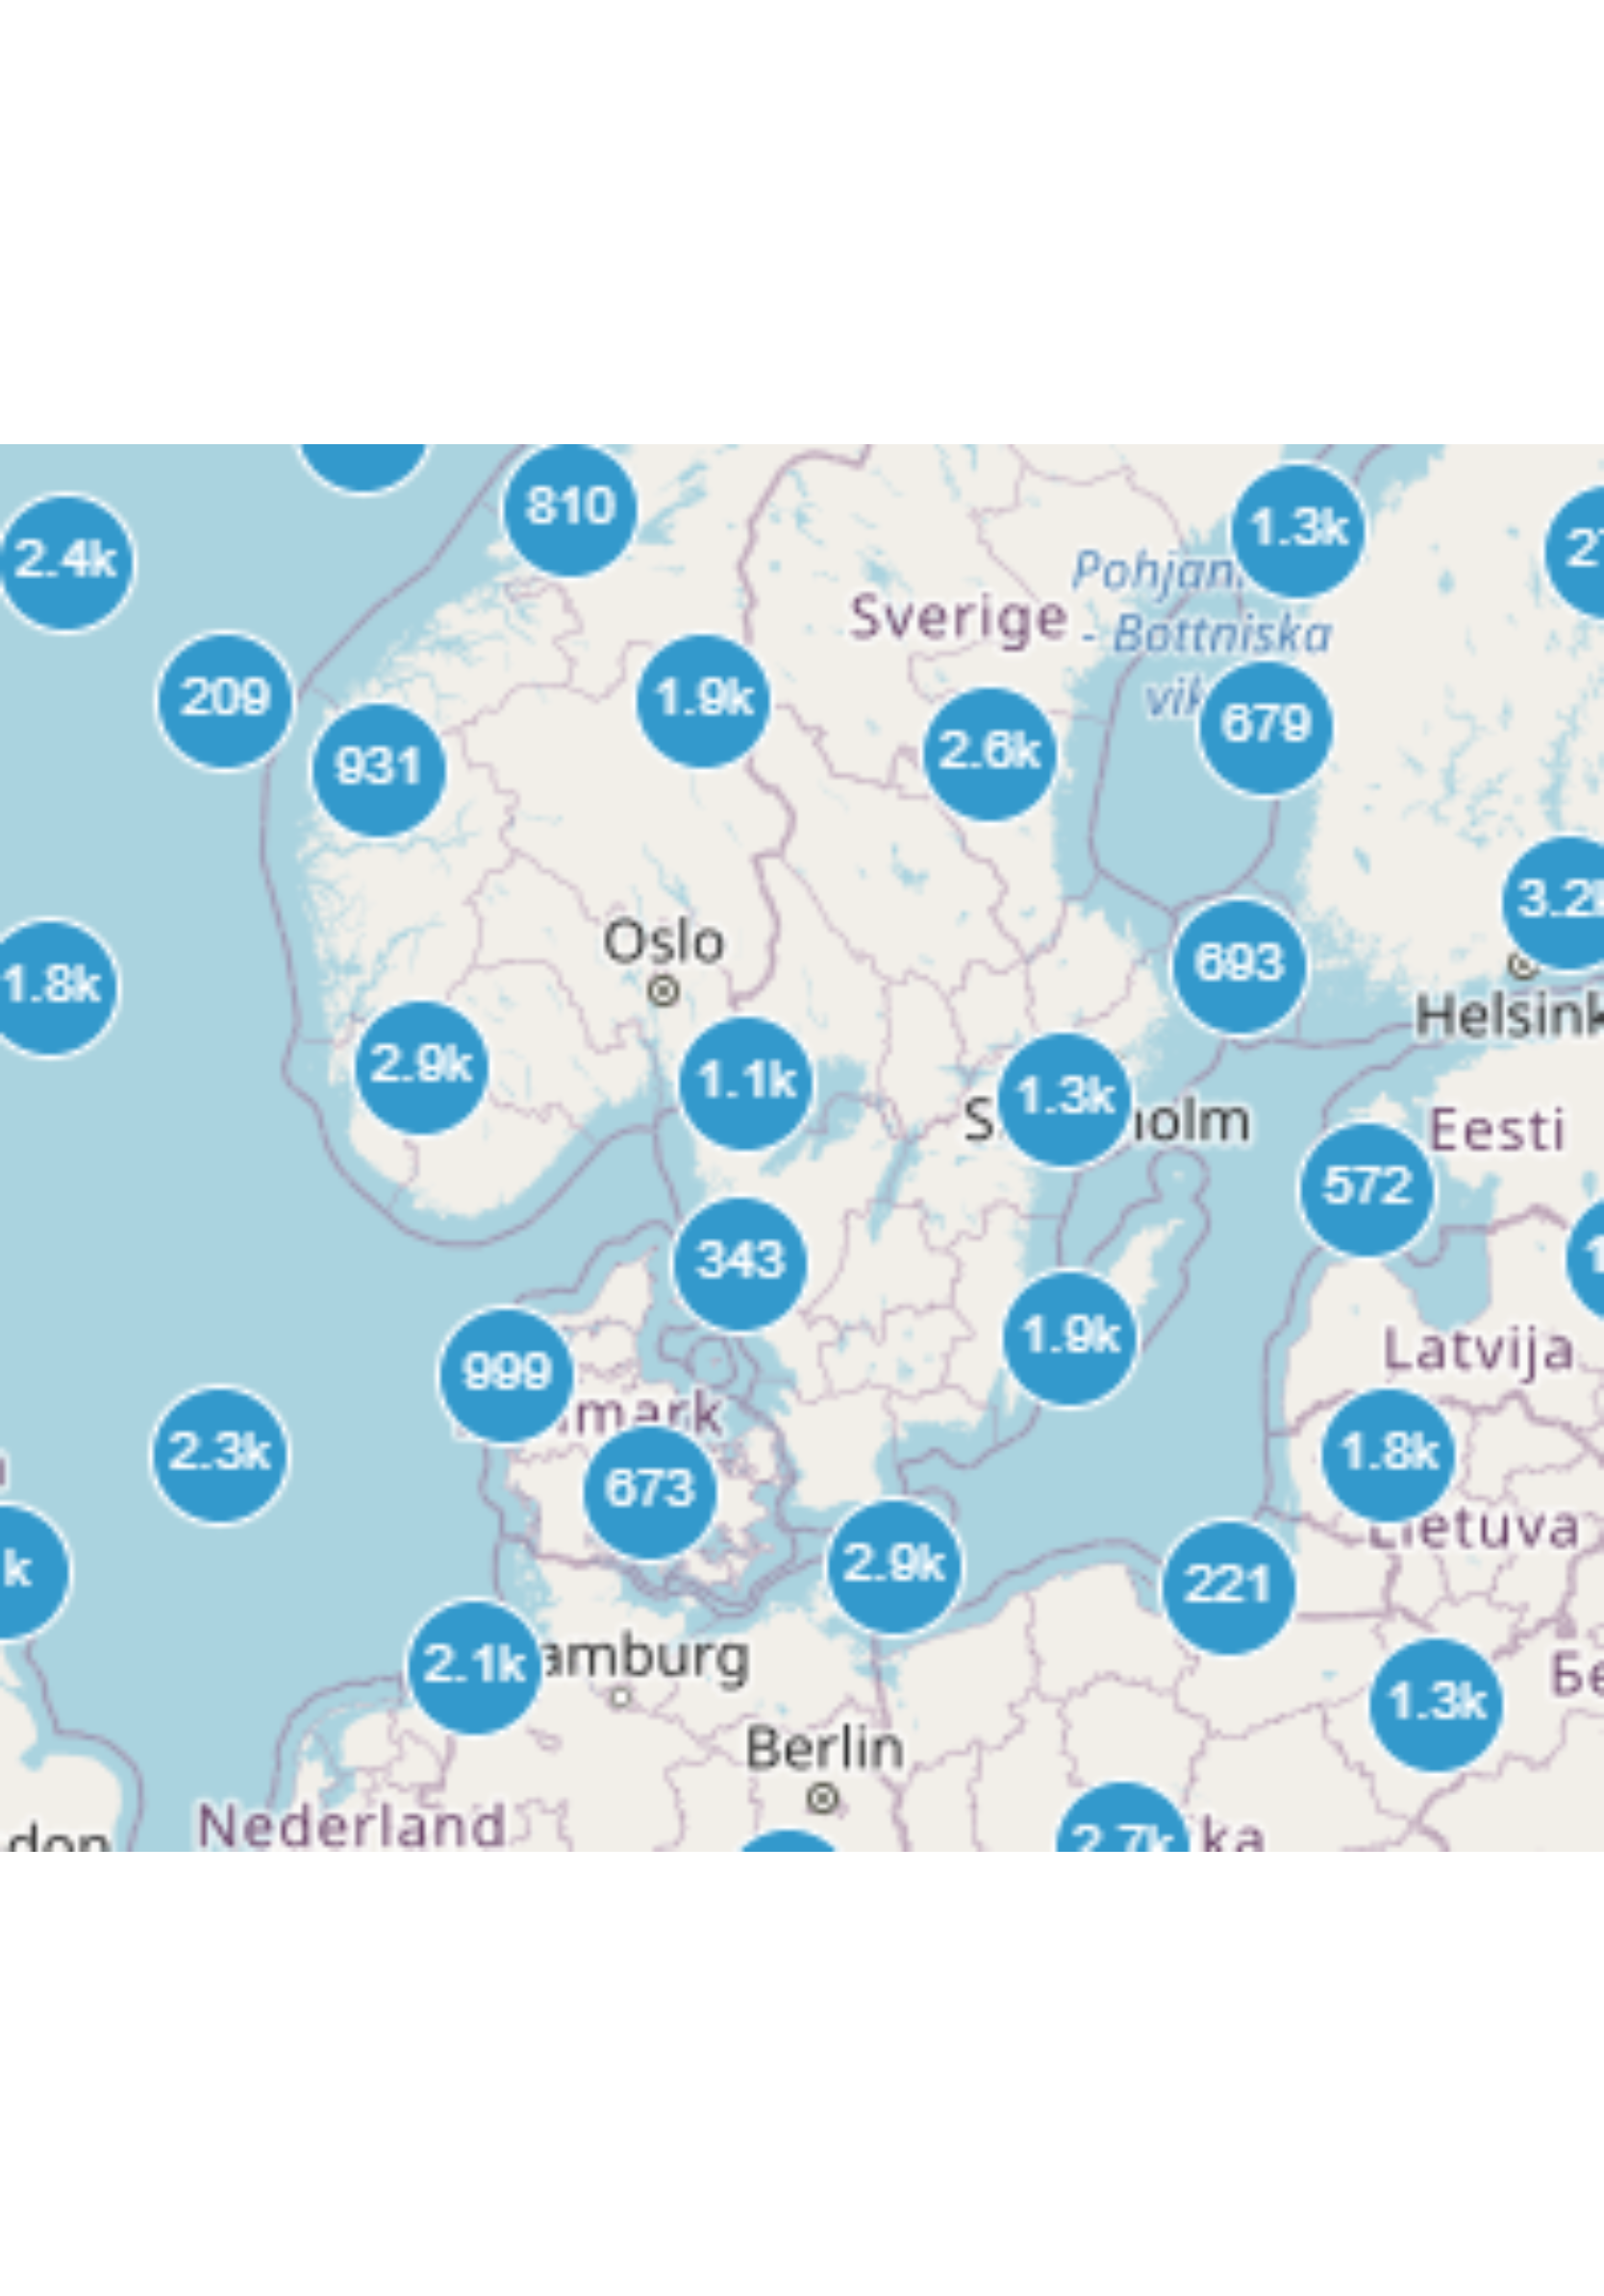 810
2.4k
1.3k
27
Pohjan
Sverige
- Bottniska
209
1.9k
vik
679
931
2.6k
3.2k
Oslo
693
1.8k
Helsink
2.9k
1.1k
1.3k
S
holm
Eesti
572
343
1.9k
Latvija
999
mark
2.3k
1.8k
673
Lietuva
k
2.9k
221
2.1k
amburg
Бе
1.3k
Berlin
Nederland
don
2.7k
ka